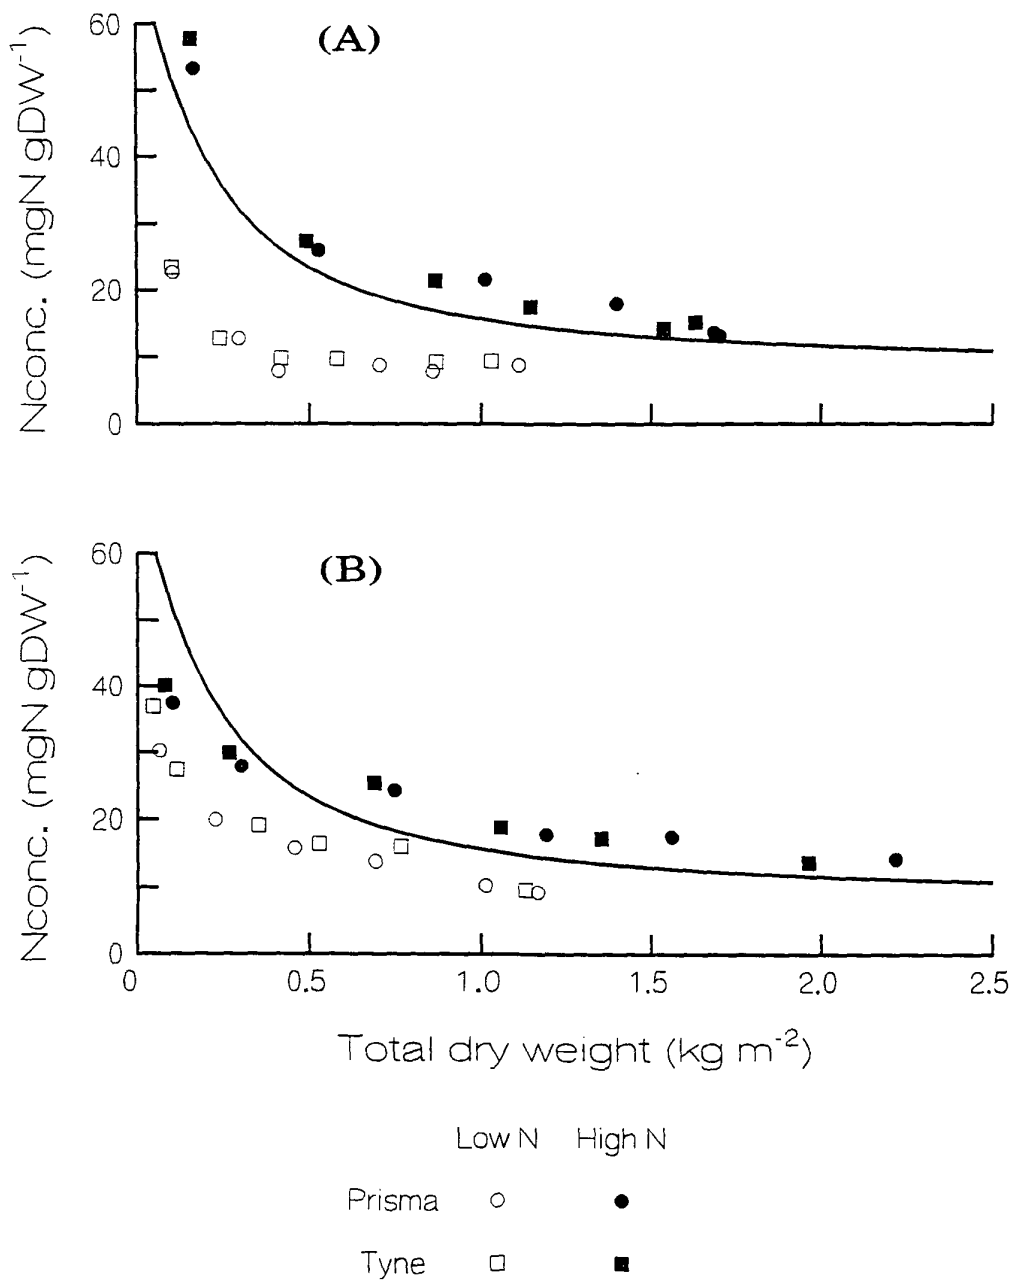 (A)
60
40
20
0
Nconc. (mgN gDW⁻¹)
(B)
60
40
20
0
Nconc. (mgN gDW⁻¹)
0 0.5 1.0 1.5 2.0 2.5
Total dry weight (kg m⁻²)
Low N High N
Prisma
Tyne